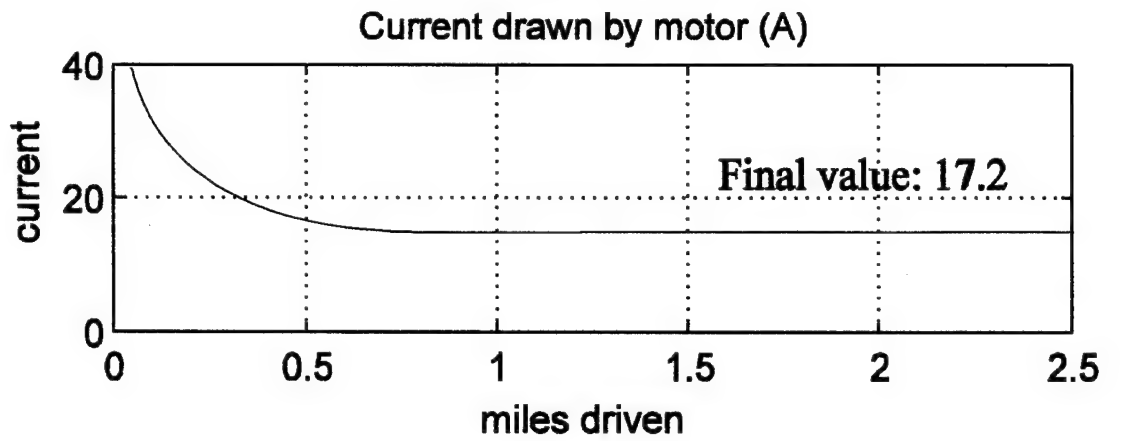 Current drawn by motor (A)
40
20
0
current
Final value: 17.2
0 0.5 1 1.5 2 2.5
miles driven